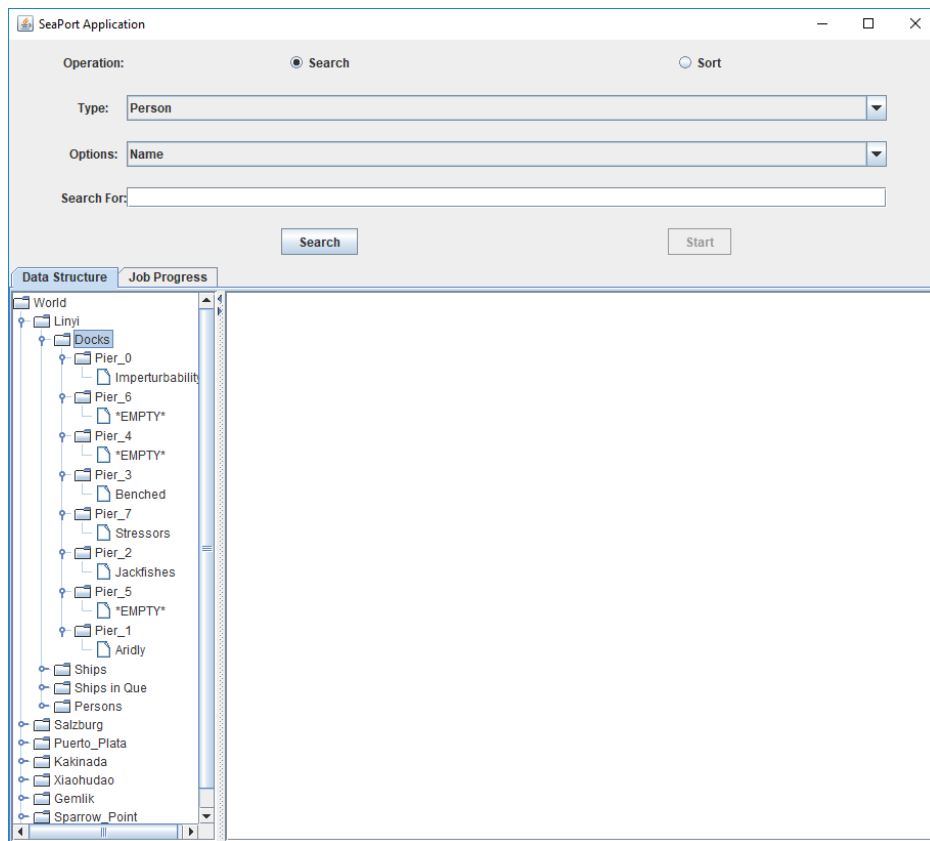 SeaPort Application
Operation: Search Sort
Type: Person
Options: Name
Search For:
Search Start
Data Structure Job Progress
World
Linyi
Docks
Pier_0
Imperturbability
Pier_6
*EMPTY*
Pier_4
*EMPTY*
Pier_3
Benched
Pier_7
Stressors
Pier_2
Jackfishes
Pier_5
*EMPTY*
Pier_1
Aridly
Ships
Ships in Que
Persons
Salzburg
Puerto_Plata
Kakinada
Xiaohudao
Gemlik
Sparrow_Point